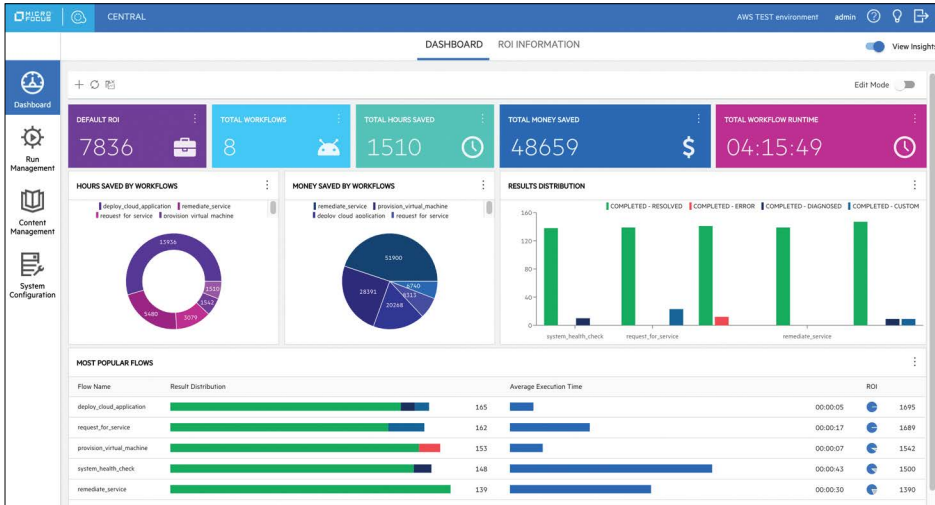 MICRO FOCUS
CENTRAL
AWS TEST environment
admin
DASHBOARD
ROI INFORMATION
View Insights
Edit Mode
Dashboard
Run
Management
Content
Management
System
Configuration
DEFAULT ROI
7836
TOTAL WORKFLOWS
8
TOTAL HOURS SAVED
1510
TOTAL MONEY SAVED
48659
$
TOTAL WORKFLOW RUNTIME
04:15:49
HOURS SAVED BY WORKFLOWS
deploy_cloud_application remediate_service
request for service provision virtual machine
13936
1510
1542
3079
5480
MONEY SAVED BY WORKFLOWS
remediate_service provision_virtual_machine
deploy cloud application request for service
51900
6740
8313
20268
28391
RESULTS DISTRIBUTION
COMPLETED - RESOLVED COMPLETED - ERROR COMPLETED - DIAGNOSED COMPLETED - CUSTOM
160
120
80
40
0
system_health_check request_for_service remediate_service
MOST POPULAR FLOWS
Flow Name Result Distribution Average Execution Time ROI
deploy_cloud_application 165 00:00:05 1695
request_for_service 162 00:00:17 1689
provision_virtual_machine 153 00:00:07 1542
system_health_check 148 00:00:43 1500
remediate_service 139 00:00:30 1390